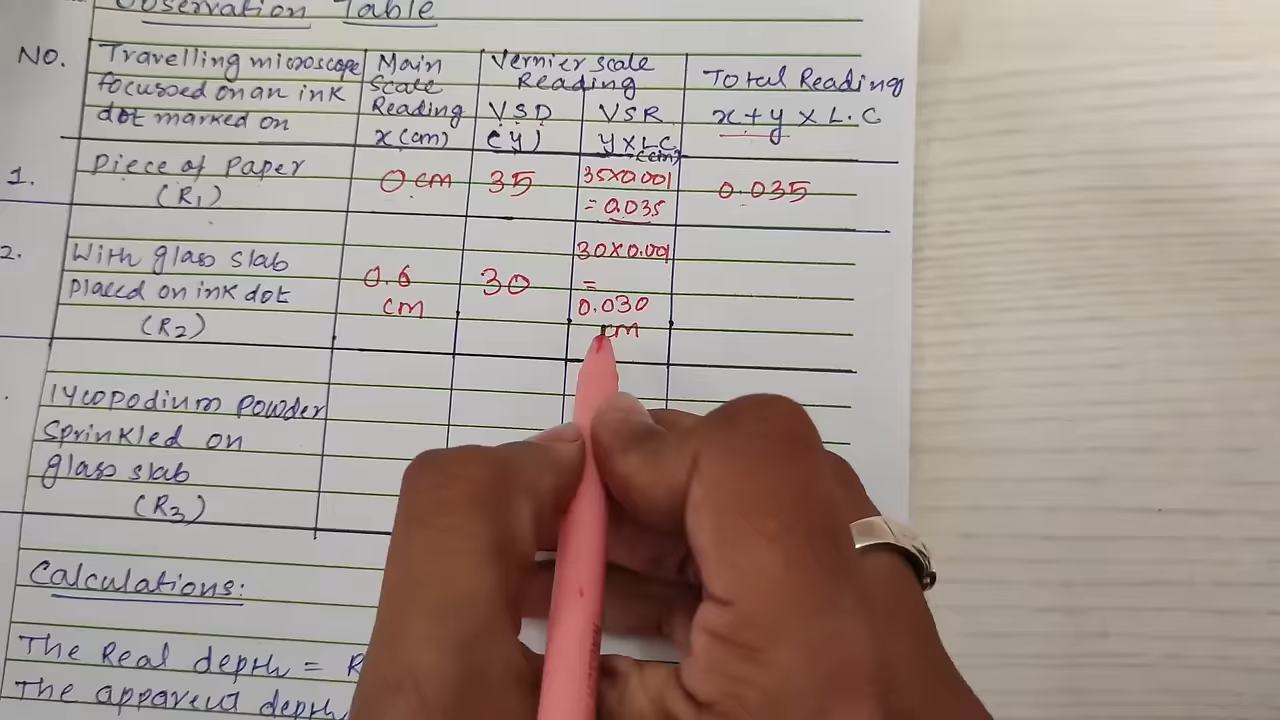 Observation Table
NO.
Travelling microscope
focussed on an ink
dot marked on
Main
Scale
Reading
x(cm)
Vernier scale
Reading
VSD
(y)
VSR
y×LC
(cm)
Total Reading
x+y×L.C
1.
Piece of Paper
(R1)
0 cm
35
35×0.001
= 0.035
0.035
2.
With glass slab
placed on ink dot
(R2)
0.6
cm
30
30×0.001
=
0.030
cm
lycopodium Powder
Sprinkled on
glass slab
(R3)
Calculations:
The Real depth = R
The apparent depth